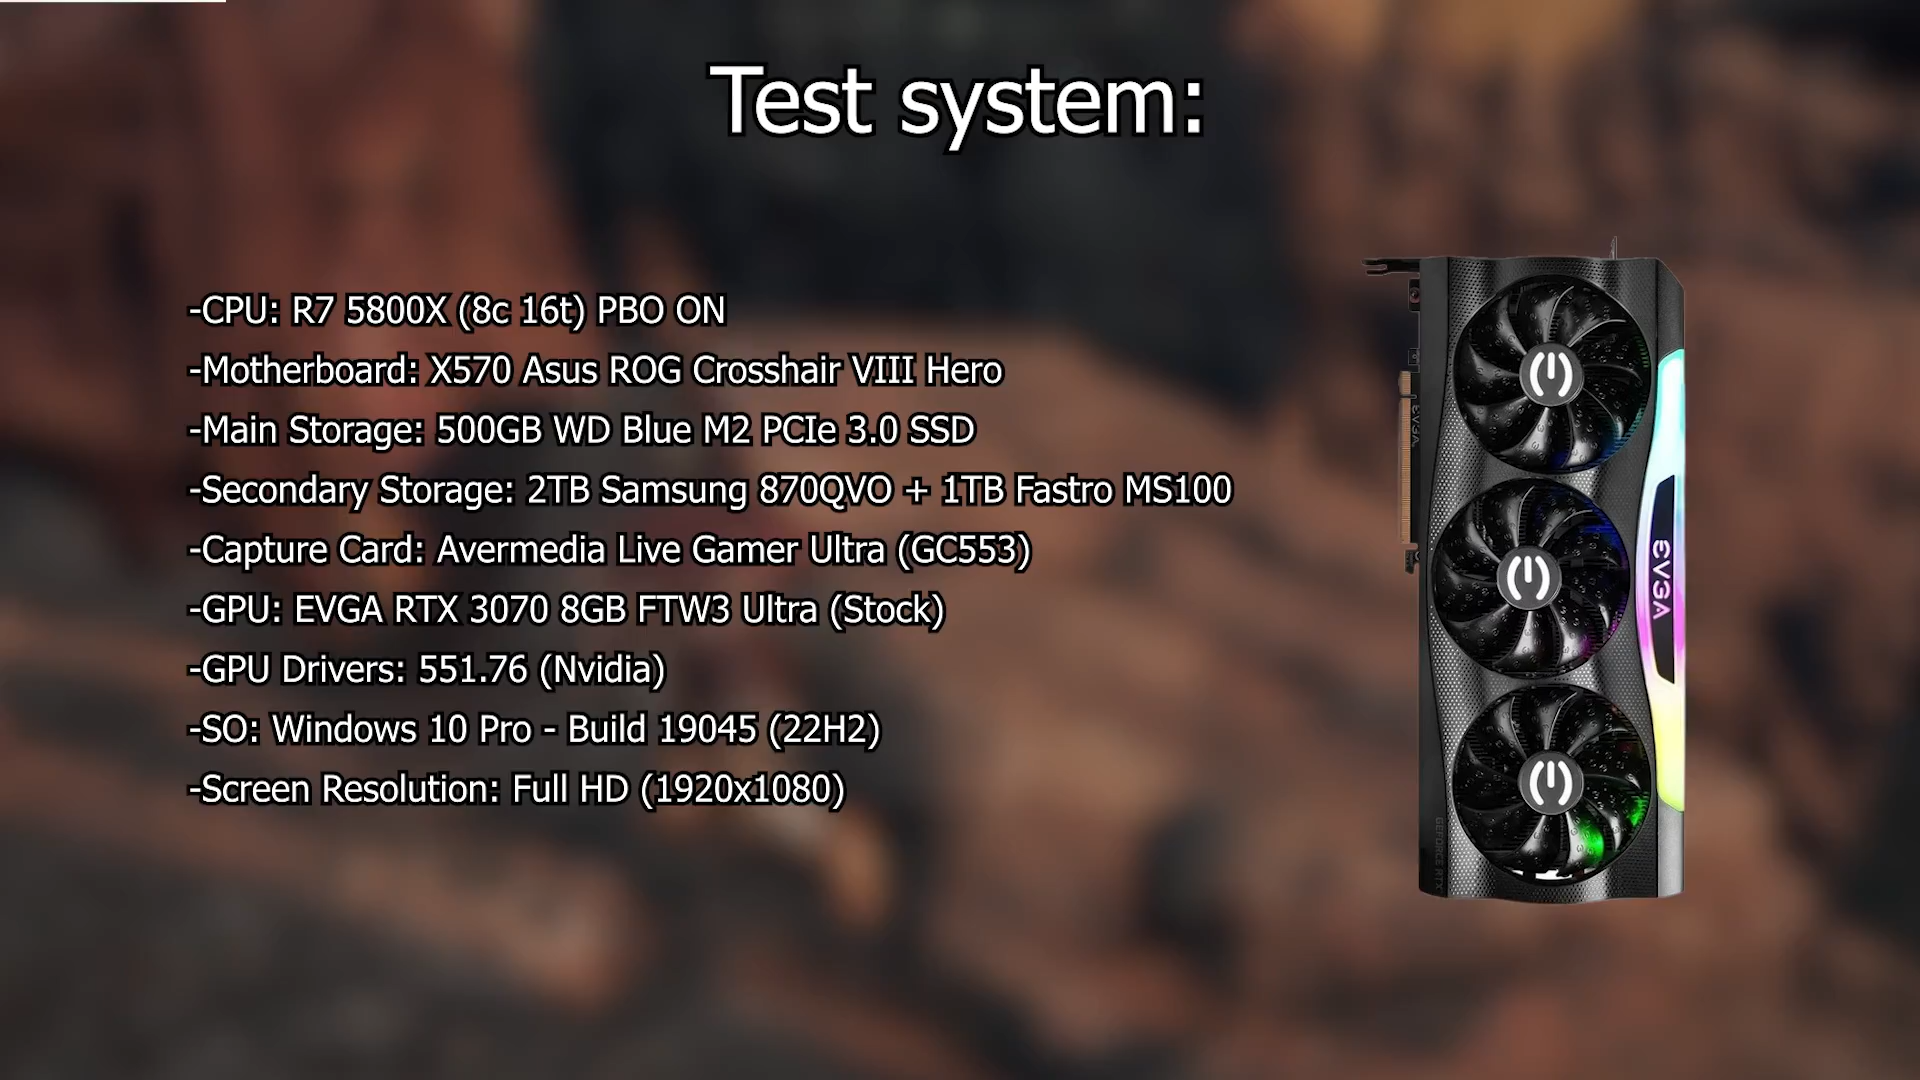 Test system:
-CPU: R7 5800X (8c 16t) PBO ON
-Motherboard: X570 Asus ROG Crosshair VIII Hero
-Main Storage: 500GB WD Blue M2 PCIe 3.0 SSD
-Secondary Storage: 2TB Samsung 870QVO + 1TB Fastro MS100
-Capture Card: Avermedia Live Gamer Ultra (GC553)
-GPU: EVGA RTX 3070 8GB FTW3 Ultra (Stock)
-GPU Drivers: 551.76 (Nvidia)
-SO: Windows 10 Pro - Build 19045 (22H2)
-Screen Resolution: Full HD (1920x1080)
EVGA
EVGA
GEFORCE RTX